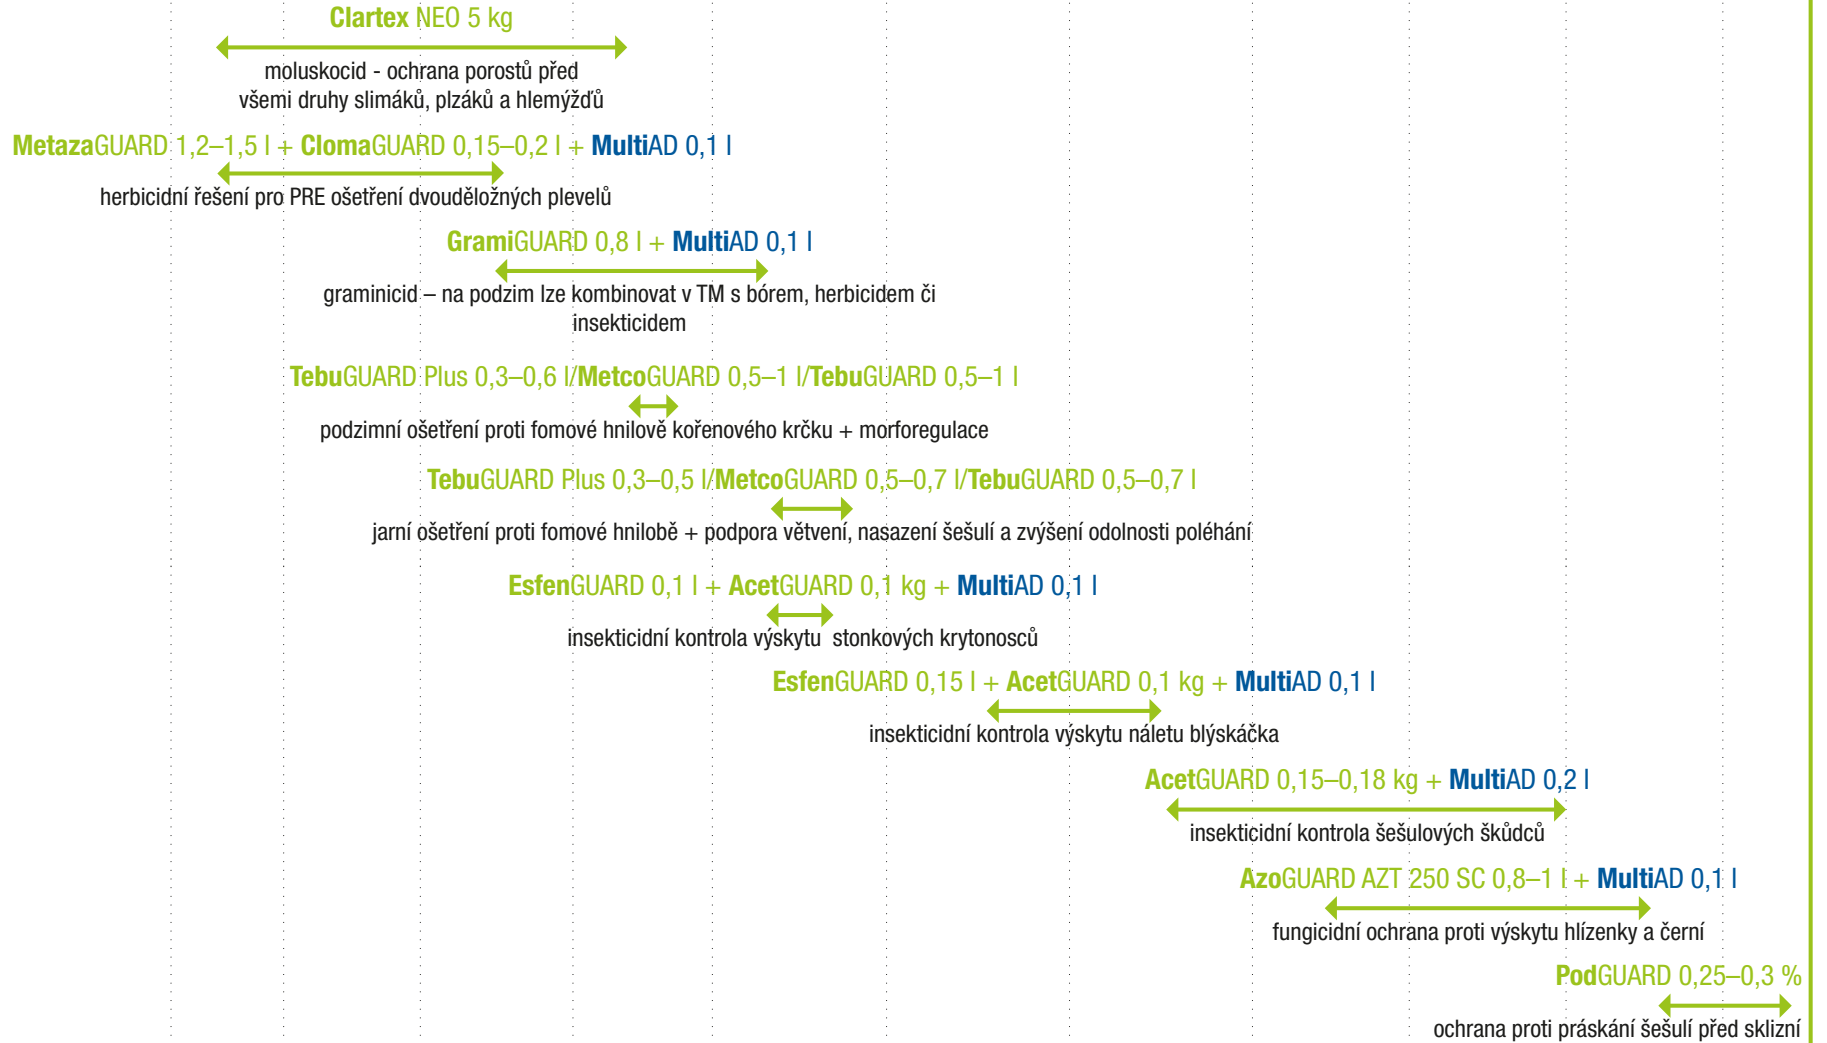 Clartex NEO 5 kg
moluskocid - ochrana porostů před
všemi druhy slimáků, plzáků a hlemýžďů
MetazaGUARD 1,2–1,5 l + ClomaGUARD 0,15–0,2 l + MultiAD 0,1 l
herbicidní řešení pro PRE ošetření dvouděložných plevelů
GramiGUARD 0,8 l + MultiAD 0,1 l
graminicid – na podzim lze kombinovat v TM s bórem, herbicidem či
insekticidem
TebuGUARD Plus 0,3–0,6 l/MetcoGUARD 0,5–1 l/TebuGUARD 0,5–1 l
podzimní ošetření proti fomové hnilově kořenového krčku + morforegulace
TebuGUARD Plus 0,3–0,5 l/MetcoGUARD 0,5–0,7 l/TebuGUARD 0,5–0,7 l
jarní ošetření proti fomové hnilobě + podpora větvení, nasazení šešulí a zvýšení odolnosti poléhání
EsfenGUARD 0,1 l + AcetGUARD 0,1 kg + MultiAD 0,1 l
insekticidní kontrola výskytu stonkových krytonosců
EsfenGUARD 0,15 l + AcetGUARD 0,1 kg + MultiAD 0,1 l
insekticidní kontrola výskytu náletu blýskáčka
AcetGUARD 0,15–0,18 kg + MultiAD 0,2 l
insekticidní kontrola šešulových škůdců
AzoGUARD AZT 250 SC 0,8–1 l + MultiAD 0,1 l
fungicidní ochrana proti výskytu hlízenky a černí
PodGUARD 0,25–0,3 %
ochrana proti práskání šešulí před sklizní